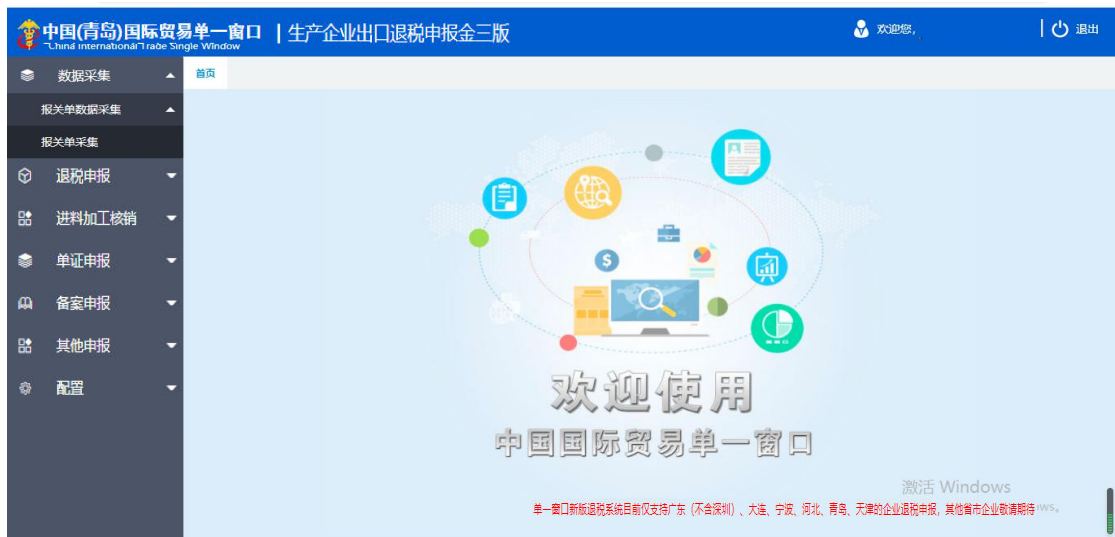 中国(青岛)国际贸易单一窗口 | 生产企业出口退税申报金三版
China International Trade Single Window
欢迎您,
退出
数据采集
首页
报关单数据采集
报关单采集
退税申报
进料加工核销
单证申报
备案申报
其他申报
配置
欢迎使用
中国国际贸易单一窗口
激活 Windows
单一窗口新版退税系统目前仅支持广东（不含深圳）、大连、宁波、河北、青岛、天津的企业退税申报，其他省市企业敬请期待